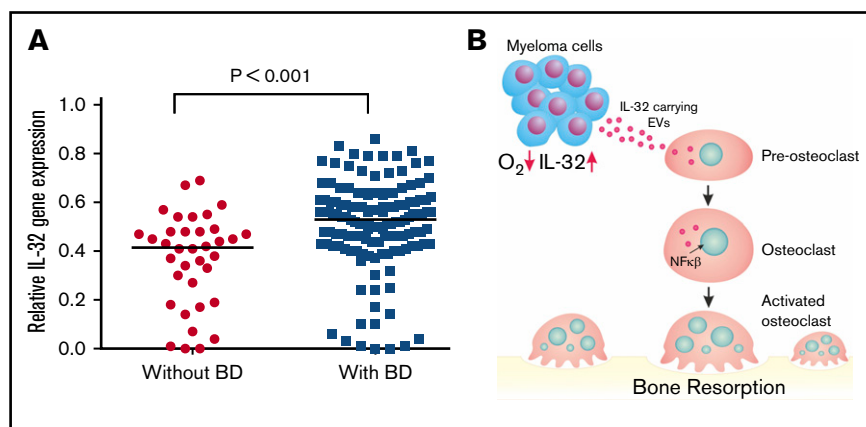 A
P < 0.001
Relative IL-32 gene expression
1.0
0.8
0.6
0.4
0.2
0.0
Without BD
With BD
B
Myeloma cells
IL-32 carrying
EVs
O₂ IL-32
Pre-osteoclast
Osteoclast
NFκβ
Activated
osteoclast
Bone Resorption